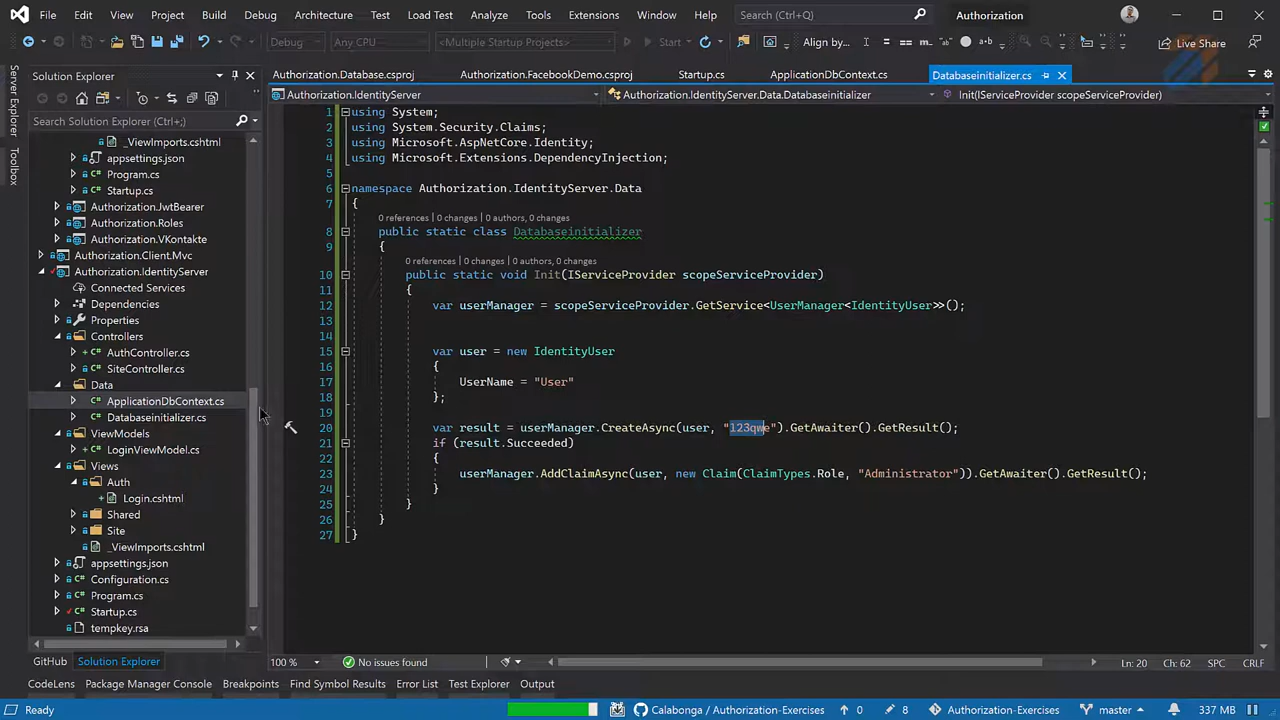 File Edit View Project Build Debug Architecture Test Load Test Analyze Tools Extensions Window Help Search (Ctrl+Q) Authorization
Debug Any CPU <Multiple Startup Projects> Start Align by... Live Share
Server Explorer
Toolbox
Solution Explorer
Search Solution Explorer (Ctrl+;)
_ViewImports.cshtml
appsettings.json
Program.cs
Startup.cs
Authorization.JwtBearer
Authorization.Roles
Authorization.VKontakte
Authorization.Client.Mvc
Authorization.IdentityServer
Connected Services
Dependencies
Properties
Controllers
AuthController.cs
SiteController.cs
Data
ApplicationDbContext.cs
Databaseinitializer.cs
ViewModels
LoginViewModel.cs
Views
Auth
Login.cshtml
Shared
Site
_ViewImports.cshtml
appsettings.json
Configuration.cs
Program.cs
Startup.cs
tempkey.rsa
GitHub Solution Explorer
Authorization.Database.csproj Authorization.FacebookDemo.csproj Startup.cs ApplicationDbContext.cs Databaseinitializer.cs
Authorization.IdentityServer Authorization.IdentityServer.Data.Databaseinitializer Init(IServiceProvider scopeServiceProvider)
1 using System;
2 using System.Security.Claims;
3 using Microsoft.AspNetCore.Identity;
4 using Microsoft.Extensions.DependencyInjection;
5
6 namespace Authorization.IdentityServer.Data
7 {
0 references | 0 changes | 0 authors, 0 changes
8 public static class Databaseinitializer
9 {
0 references | 0 changes | 0 authors, 0 changes
10 public static void Init(IServiceProvider scopeServiceProvider)
11 {
12 var userManager = scopeServiceProvider.GetService<UserManager<IdentityUser>>();
13
14
15 var user = new IdentityUser
16 {
17 UserName = "User"
18 };
19
20 var result = userManager.CreateAsync(user, "123qwe").GetAwaiter().GetResult();
21 if (result.Succeeded)
22 {
23 userManager.AddClaimAsync(user, new Claim(ClaimTypes.Role, "Administrator")).GetAwaiter().GetResult();
24 }
25 }
26 }
27 }
100 % No issues found Ln: 20 Ch: 62 SPC CRLF
CodeLens Package Manager Console Breakpoints Find Symbol Results Error List Test Explorer Output
Ready Calabonga / Authorization-Exercises 0 8 Authorization-Exercises master 337 MB